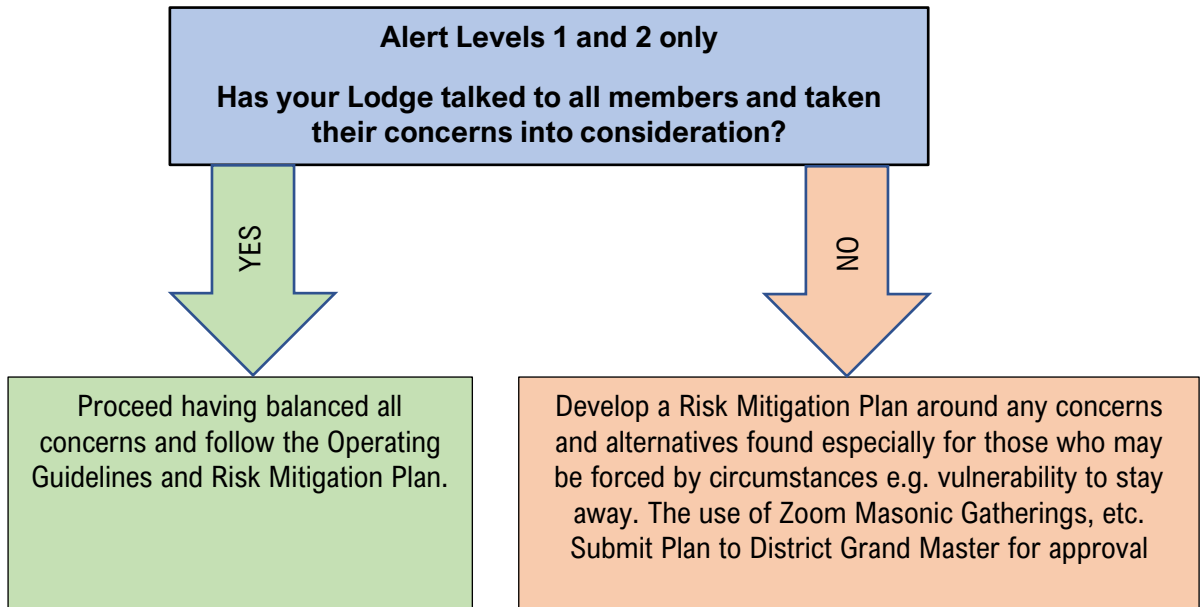 Alert Levels 1 and 2 only
Has your Lodge talked to all members and taken
their concerns into consideration?
YES
NO
Proceed having balanced all
concerns and follow the Operating
Guidelines and Risk Mitigation Plan.
Develop a Risk Mitigation Plan around any concerns
and alternatives found especially for those who may
be forced by circumstances e.g. vulnerability to stay
away. The use of Zoom Masonic Gatherings, etc.
Submit Plan to District Grand Master for approval